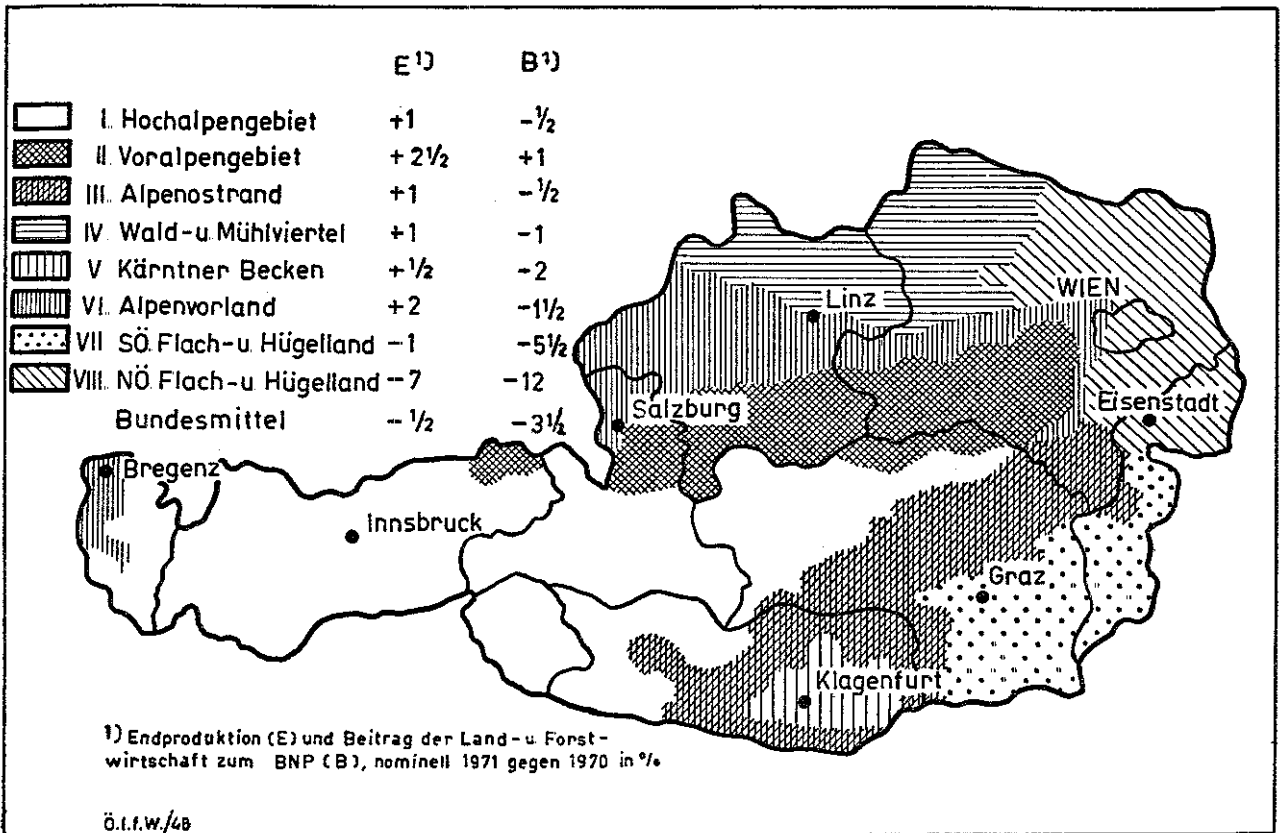 E¹) B¹)
I. Hochalpengebiet +1 -½
II. Voralpengebiet +2½ +1
III. Alpenostrand +1 -½
IV Wald-u. Mühlviertel +1 -1
V Kärntner Becken +½ -2
VI. Alpenvorland +2 -1½
VII SÖ. Flach-u. Hügelland -1 -5½
VIII. NÖ. Flach-u. Hügelland -7 -12
Bundesmittel -½ -3½
WIEN
Linz
Salzburg
Eisenstadt
Bregenz
Innsbruck
Graz
Klagenfurt
1) Endproduktion (E) und Beitrag der Land-u. Forst-
wirtschaft zum BNP (B), nominell 1971 gegen 1970 in %
Ö.I.f.W./48